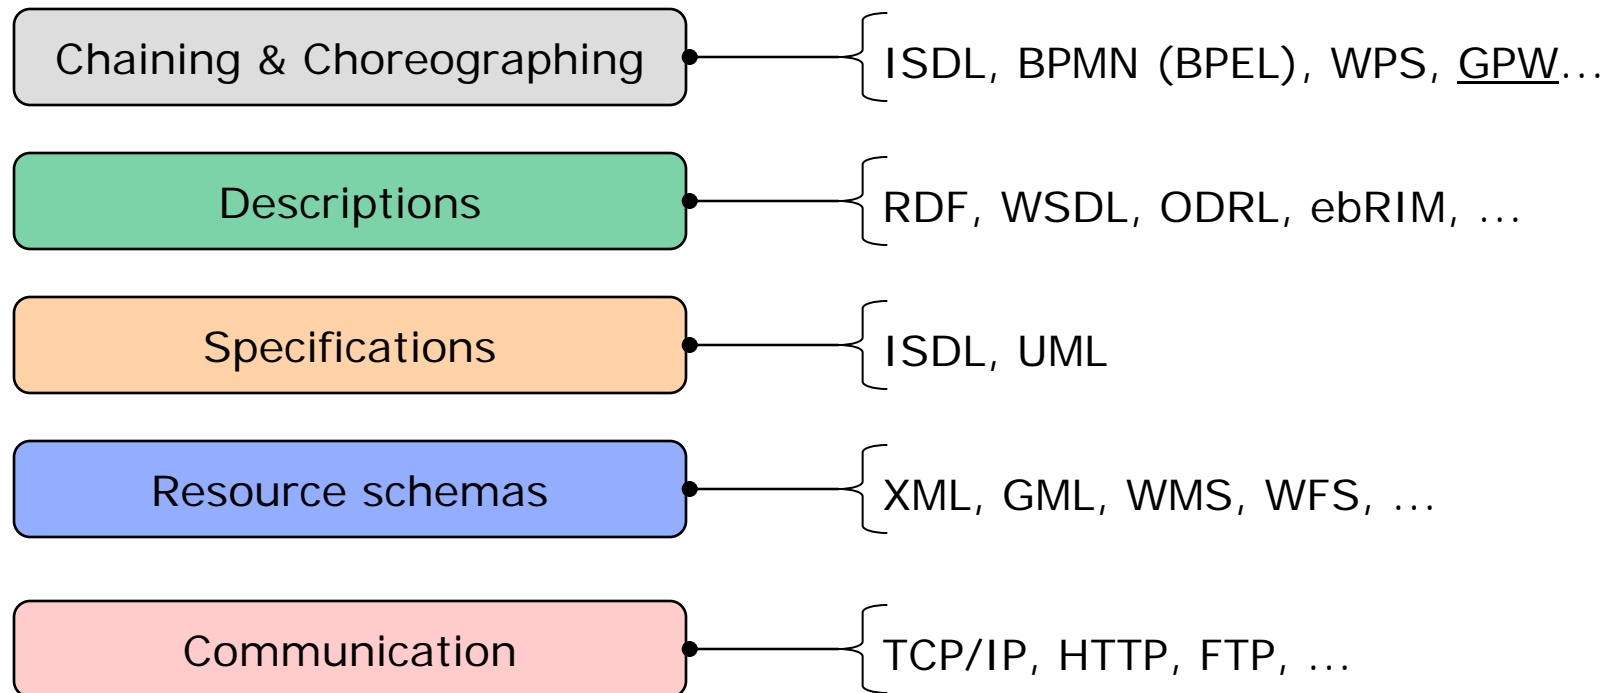 Chaining & Choreographing
ISDL, BPMN (BPEL), WPS, GPW...
Descriptions
RDF, WSDL, ODRL, ebRIM, ...
Specifications
ISDL, UML
Resource schemas
XML, GML, WMS, WFS, ...
Communication
TCP/IP, HTTP, FTP, ...